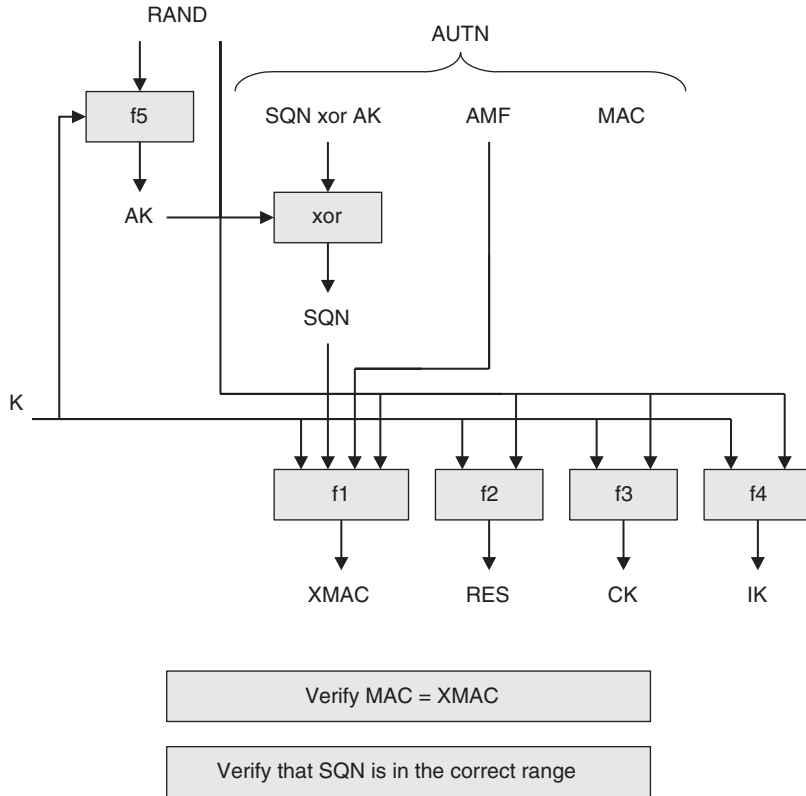 RAND
AUTN
f5
SQN xor AK
AMF
MAC
AK
xor
SQN
K
f1
f2
f3
f4
XMAC
RES
CK
IK
Verify MAC = XMAC
Verify that SQN is in the correct range